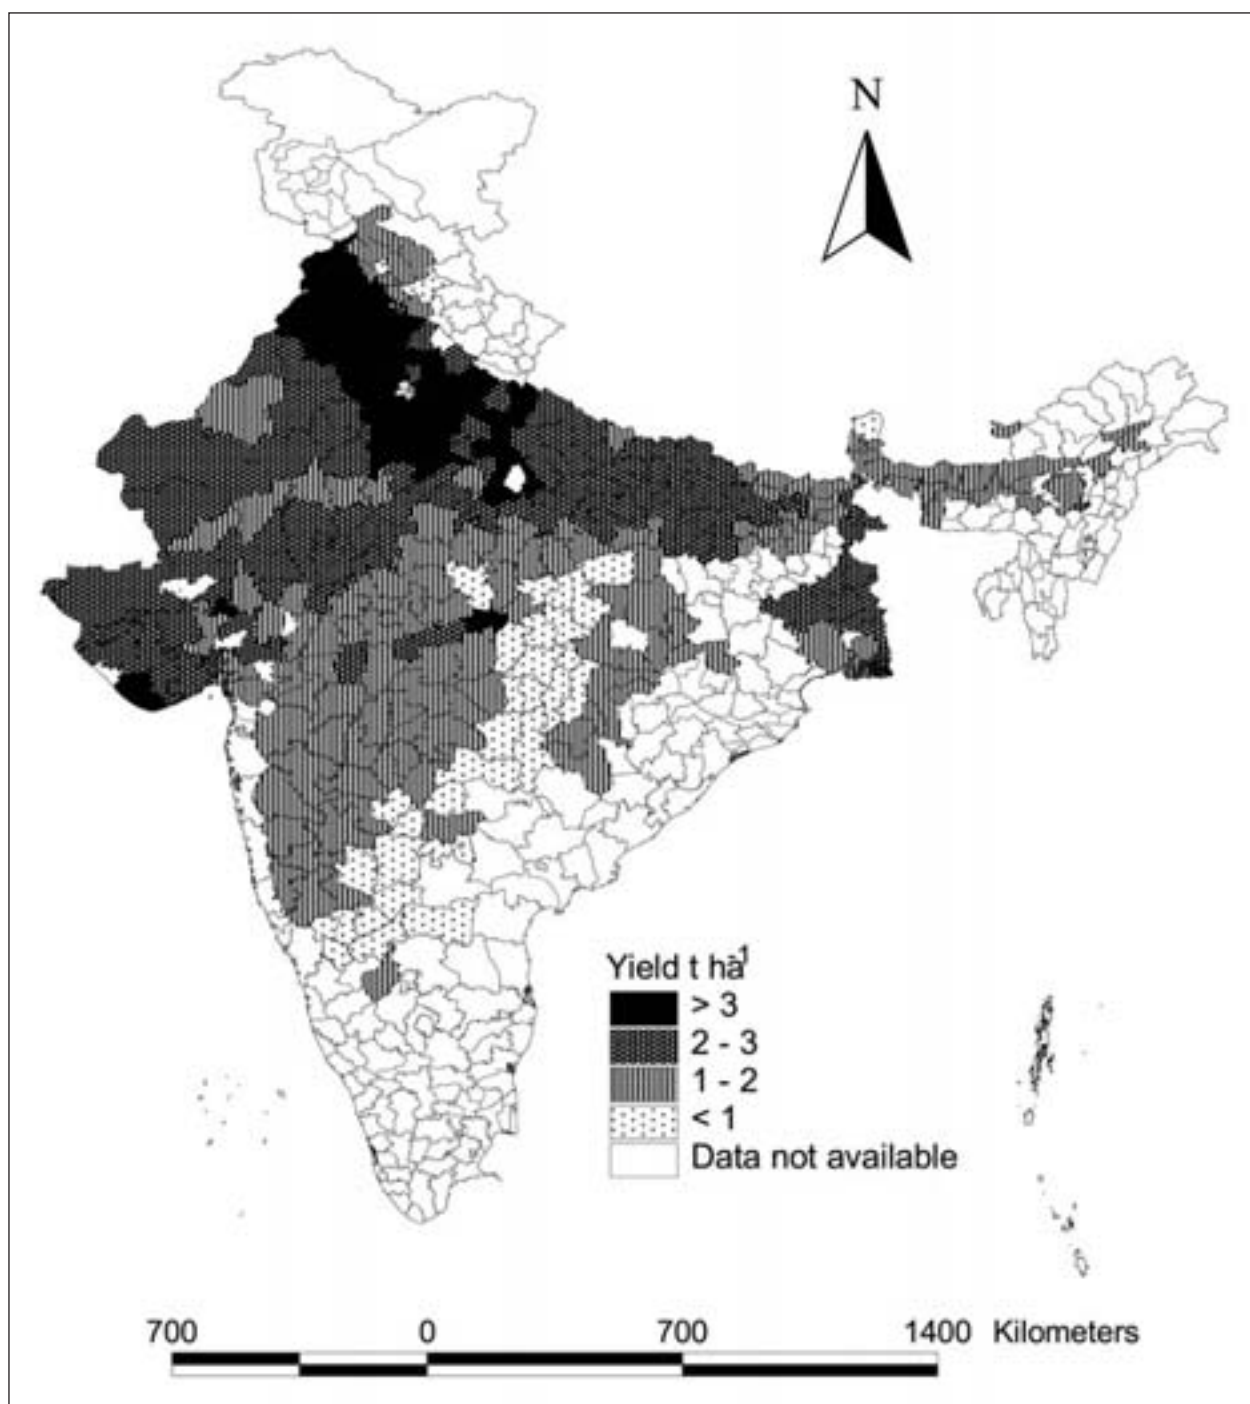 N
Yield t ha-1
> 3
2 - 3
1 - 2
< 1
Data not available
700 0 700 1400 Kilometers